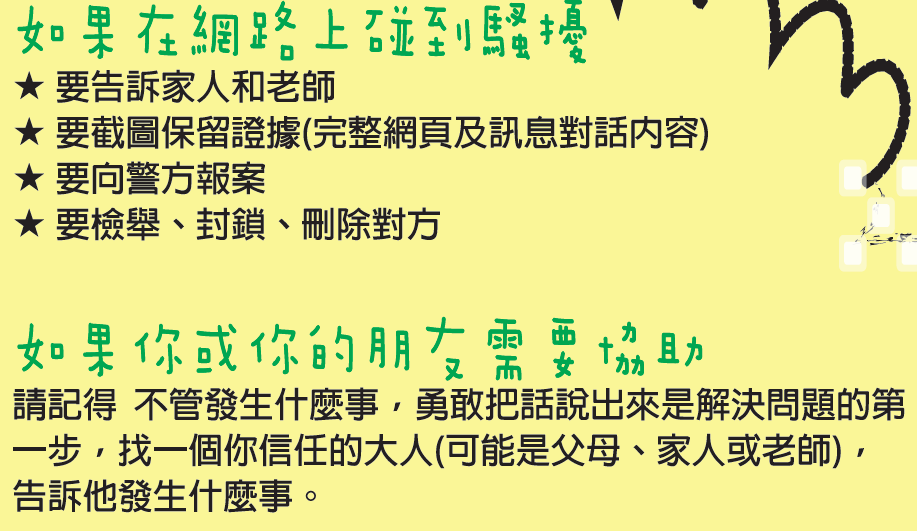 如果在網路上碰到騷擾
★ 要告訴家人和老師
★ 要截圖保留證據(完整網頁及訊息對話內容)
★ 要向警方報案
★ 要檢舉、封鎖、刪除對方
如果你或你的朋友需要協助
請記得 不管發生什麼事，勇敢把話說出來是解決問題的第
一步，找一個你信任的大人(可能是父母、家人或老師)，
告訴他發生什麼事。